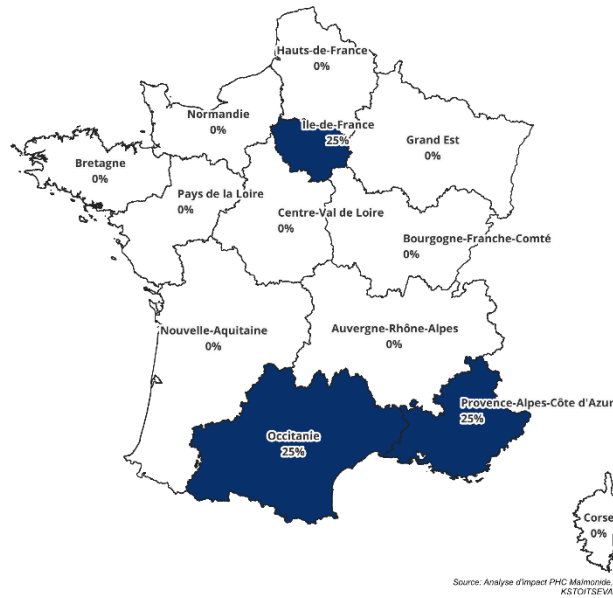 Hauts-de-France
0%
Normandie
0%
Île-de-France
25%
Grand Est
0%
Bretagne
0%
Pays de la Loire
0%
Centre-Val de Loire
0%
Bourgogne-Franche-Comté
0%
Nouvelle-Aquitaine
0%
Auvergne-Rhône-Alpes
0%
Provence-Alpes-Côte d'Azur
25%
Occitanie
25%
Corse
0%
Source: Analyse d'impact PHC Maïmonide,
KSTOITSEVA